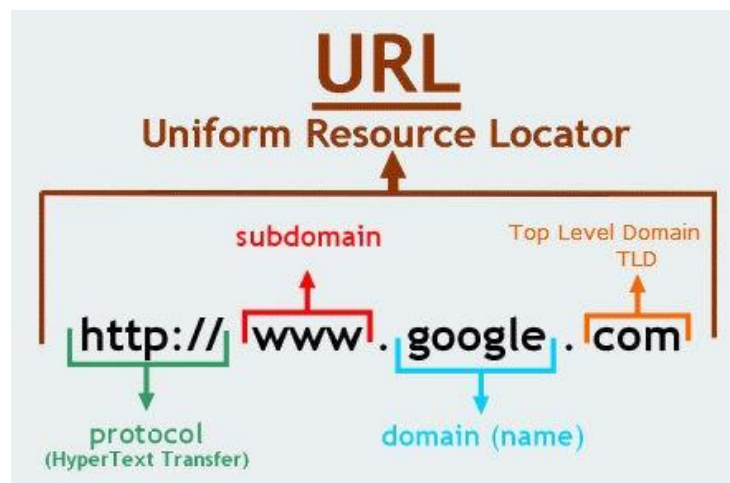 URL
Uniform Resource Locator
subdomain
Top Level Domain
TLD
http:// www . google . com
protocol
(HyperText Transfer)
domain (name)